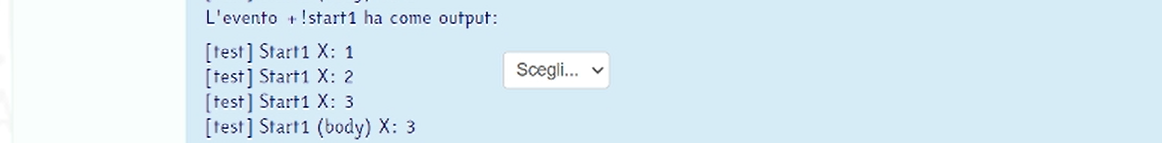 L'evento +!start1 ha come output:
[test] Start1 X: 1
[test] Start1 X: 2
Scegli...
[test] Start1 X: 3
[test] Start1 (body) X: 3